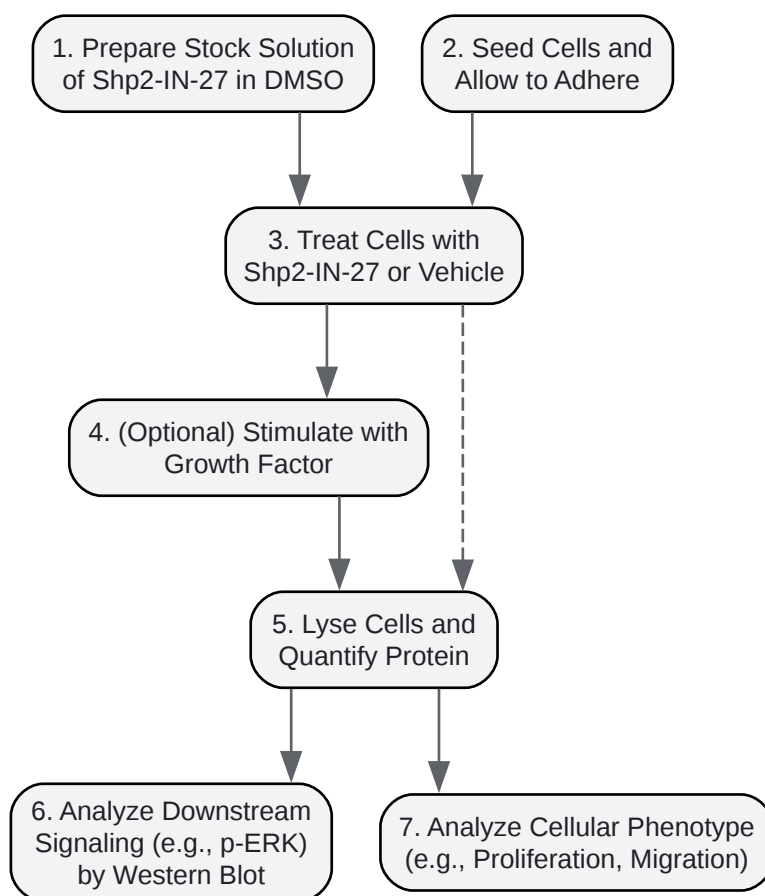 1. Prepare Stock Solution
of Shp2-IN-27 in DMSO
2. Seed Cells and
Allow to Adhere
3. Treat Cells with
Shp2-IN-27 or Vehicle
4. (Optional) Stimulate with
Growth Factor
5. Lyse Cells and
Quantify Protein
6. Analyze Downstream
Signaling (e.g., p-ERK)
by Western Blot
7. Analyze Cellular Phenotype
(e.g., Proliferation, Migration)